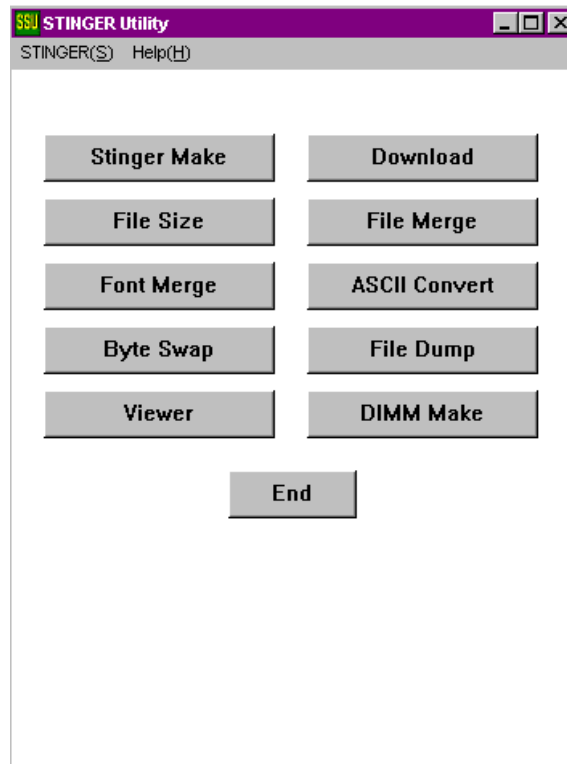 SSU STINGER Utility
STINGER(S) Help(H)
Stinger Make Download
File Size File Merge
Font Merge ASCII Convert
Byte Swap File Dump
Viewer DIMM Make
End